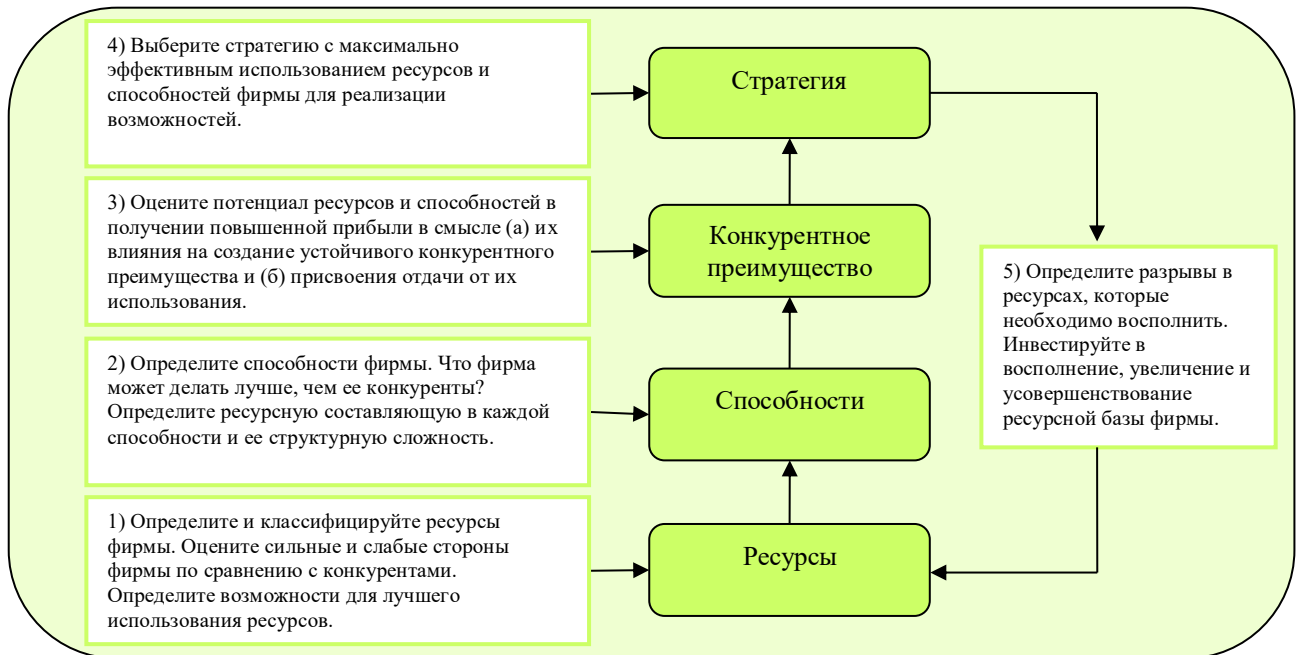 4) Выберите стратегию с максимально
эффективным использованием ресурсов и
способностей фирмы для реализации
возможностей.
Стратегия
3) Оцените потенциал ресурсов и способностей в
получении повышенной прибыли в смысле (а) их
влияния на создание устойчивого конкурентного
преимущества и (б) присвоения отдачи от их
использования.
Конкурентное
преимущество
5) Определите разрывы в
ресурсах, которые
необходимо восполнить.
Инвестируйте в
восполнение, увеличение и
усовершенствование
ресурсной базы фирмы.
2) Определите способности фирмы. Что фирма
может делать лучше, чем ее конкуренты?
Определите ресурсную составляющую в каждой
способности и ее структурную сложность.
Способности
1) Определите и классифицируйте ресурсы
фирмы. Оцените сильные и слабые стороны
фирмы по сравнению с конкурентами.
Определите возможности для лучшего
использования ресурсов.
Ресурсы